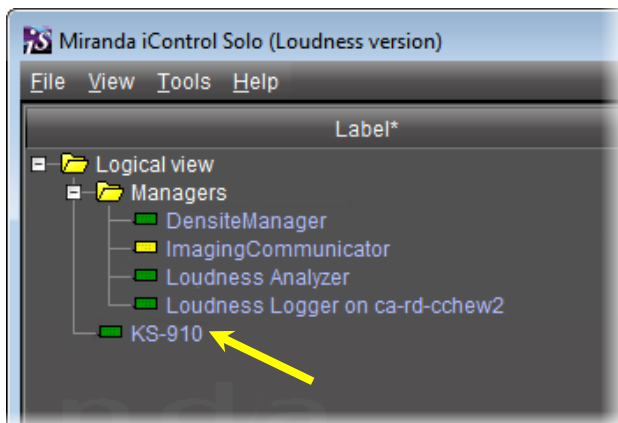 Miranda iControl Solo (Loudness version)
File View Tools Help
Label*
Logical view
Managers
DensiteManager
ImagingCommunicator
Loudness Analyzer
Loudness Logger on ca-rd-cchew2
KS-910
nda